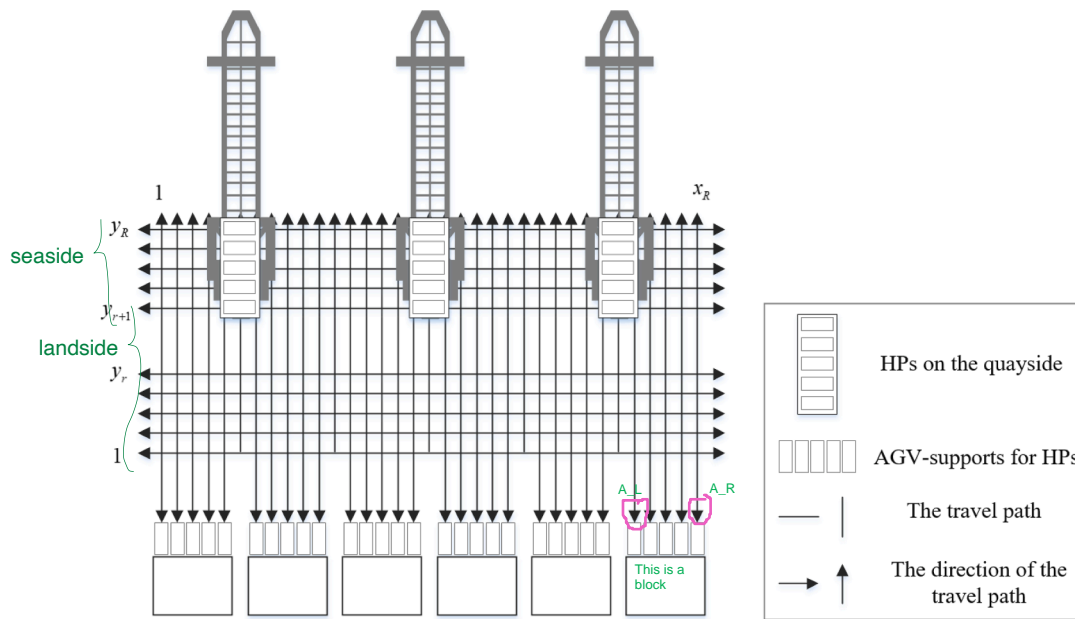 1
x_R
y_R
seaside
y_{r+1}
landside
y_r
1
A_L
A_R
This is a
block
HPs on the quayside
AGV-supports for HPs
The travel path
The direction of the
travel path